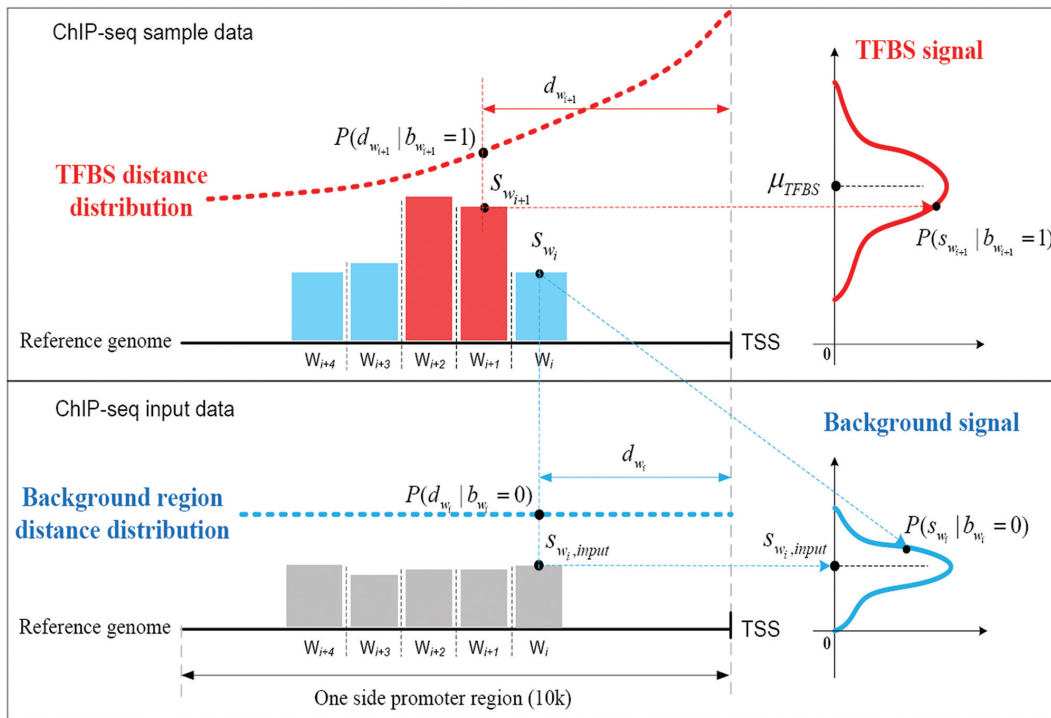 ChIP-seq sample data
TFBS signal
d_{w_{i+1}}
P(d_{w_{i+1}} | b_{w_{i+1}} = 1)
TFBS distance
distribution
s_{w_{i+1}}
μ_{TFBS}
P(s_{w_{i+1}} | b_{w_{i+1}} = 1)
s_{w_i}
Reference genome
TSS
0
W_{i+4} W_{i+3} W_{i+2} W_{i+1} W_i
ChIP-seq input data
Background signal
d_{w_i}
Background region
distance distribution
P(d_{w_i} | b_{w_i} = 0)
P(s_{w_i} | b_{w_i} = 0)
s_{w_i,input}
s_{w_i,input}
Reference genome
TSS
0
W_{i+4} W_{i+3} W_{i+2} W_{i+1} W_i
One side promoter region (10k)